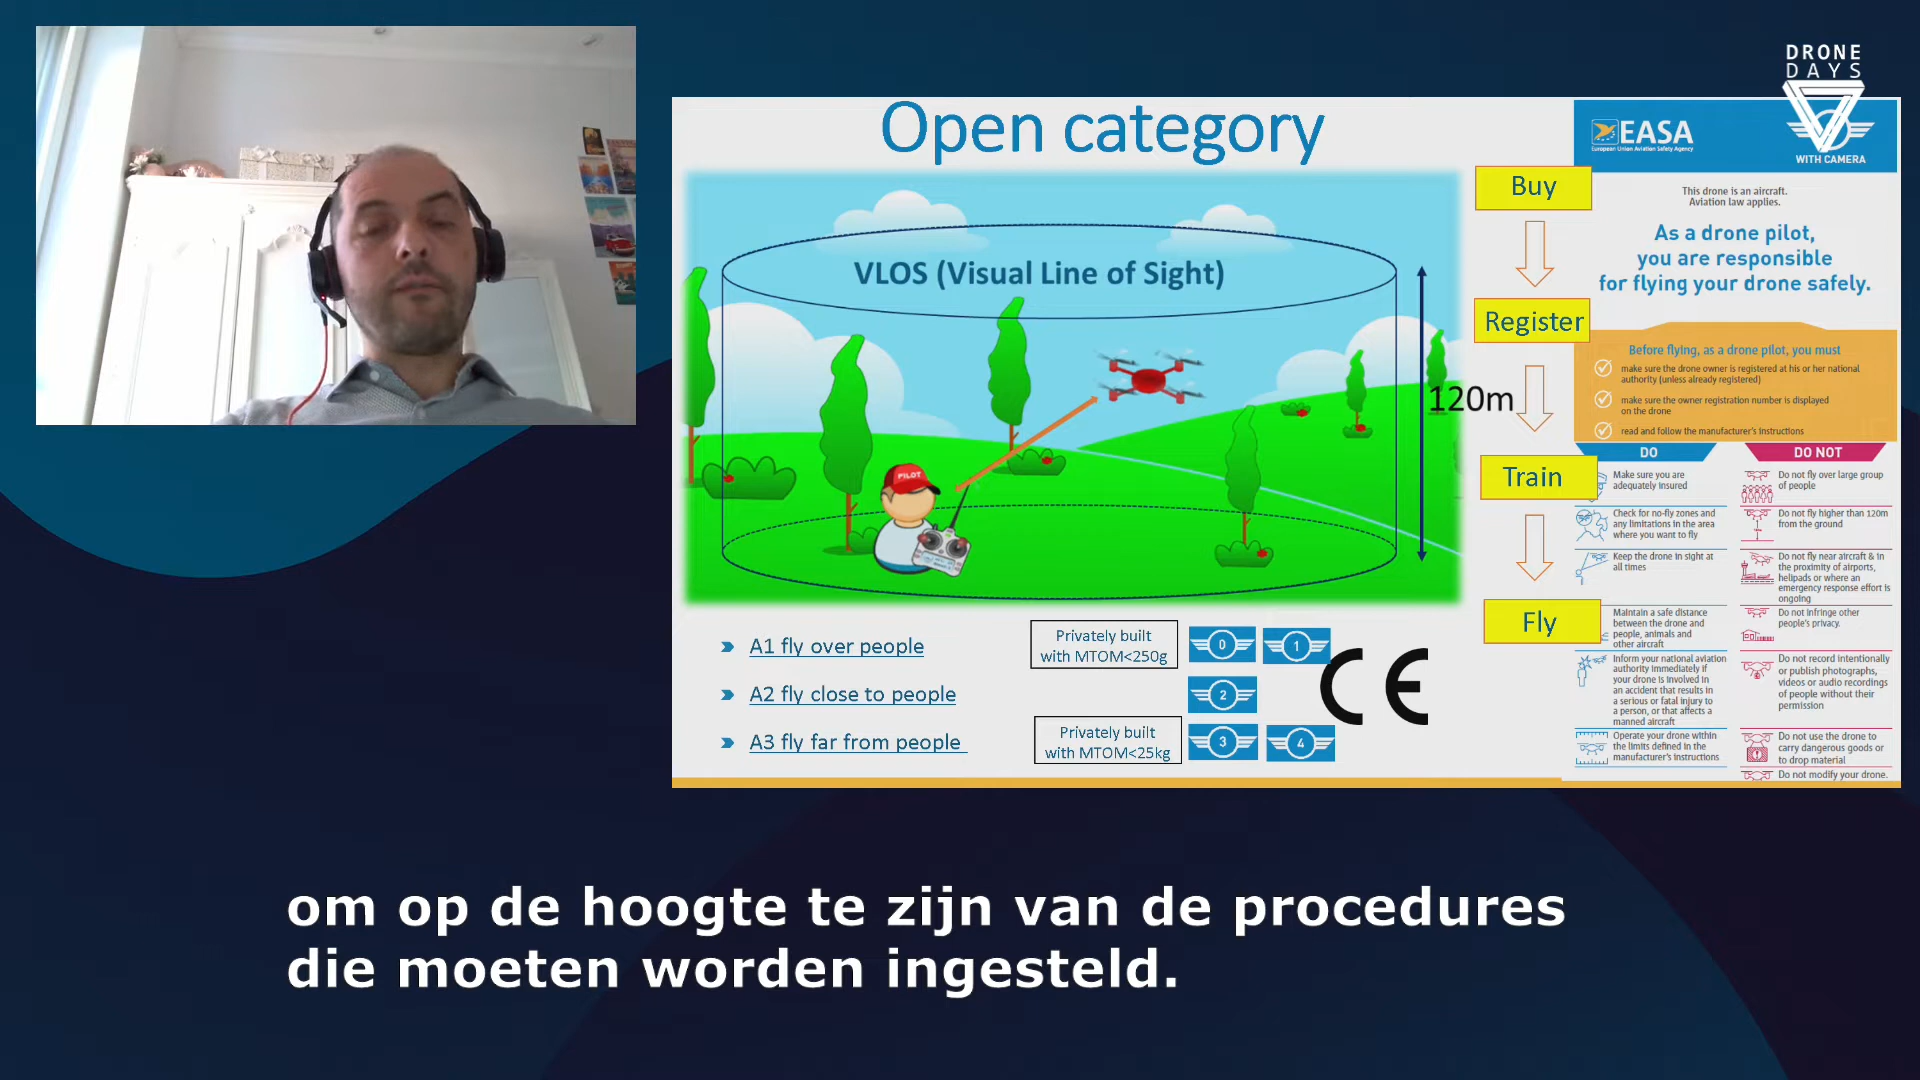 DRONE
DAYS
Open category
EASA
European Union Aviation Safety Agency
WITH CAMERA
Buy
This drone is an aircraft.
Aviation law applies.
As a drone pilot,
you are responsible
for flying your drone safely.
VLOS (Visual Line of Sight)
Register
Before flying, as a drone pilot, you must
make sure the drone owner is registered at his or her national
authority (unless already registered)
make sure the owner registration number is displayed
on the drone
read and follow the manufacturer's instructions
120m
DO
DO NOT
Train
Make sure you are
adequately insured
Check for no-fly zones and
any limitations in the area
where you want to fly
Keep the drone in sight at
all times
Maintain a safe distance
between the drone and
people, animals and
other aircraft
Inform your national aviation
authority immediately if
your drone is involved in
an accident that results in
a serious or fatal injury to
a person, or that affects a
manned aircraft
Operate your drone within
the limits defined in the
manufacturer's instructions
Do not fly over large group
of people
Do not fly higher than 120m
from the ground
Do not fly near aircraft & in
the proximity of airports,
helipads or where an
emergency response effort is
ongoing
Do not infringe other
people's privacy.
Do not record intentionally
or publish photographs,
videos or audio recordings
of people without their
permission
Do not use the drone to
carry dangerous goods or
to drop material
Do not modify your drone.
PILOT
Fly
A1 fly over people
Privately built
with MTOM<250g
0
1
A2 fly close to people
2
CE
A3 fly far from people
Privately built
with MTOM<25kg
3
4
om op de hoogte te zijn van de procedures
die moeten worden ingesteld.